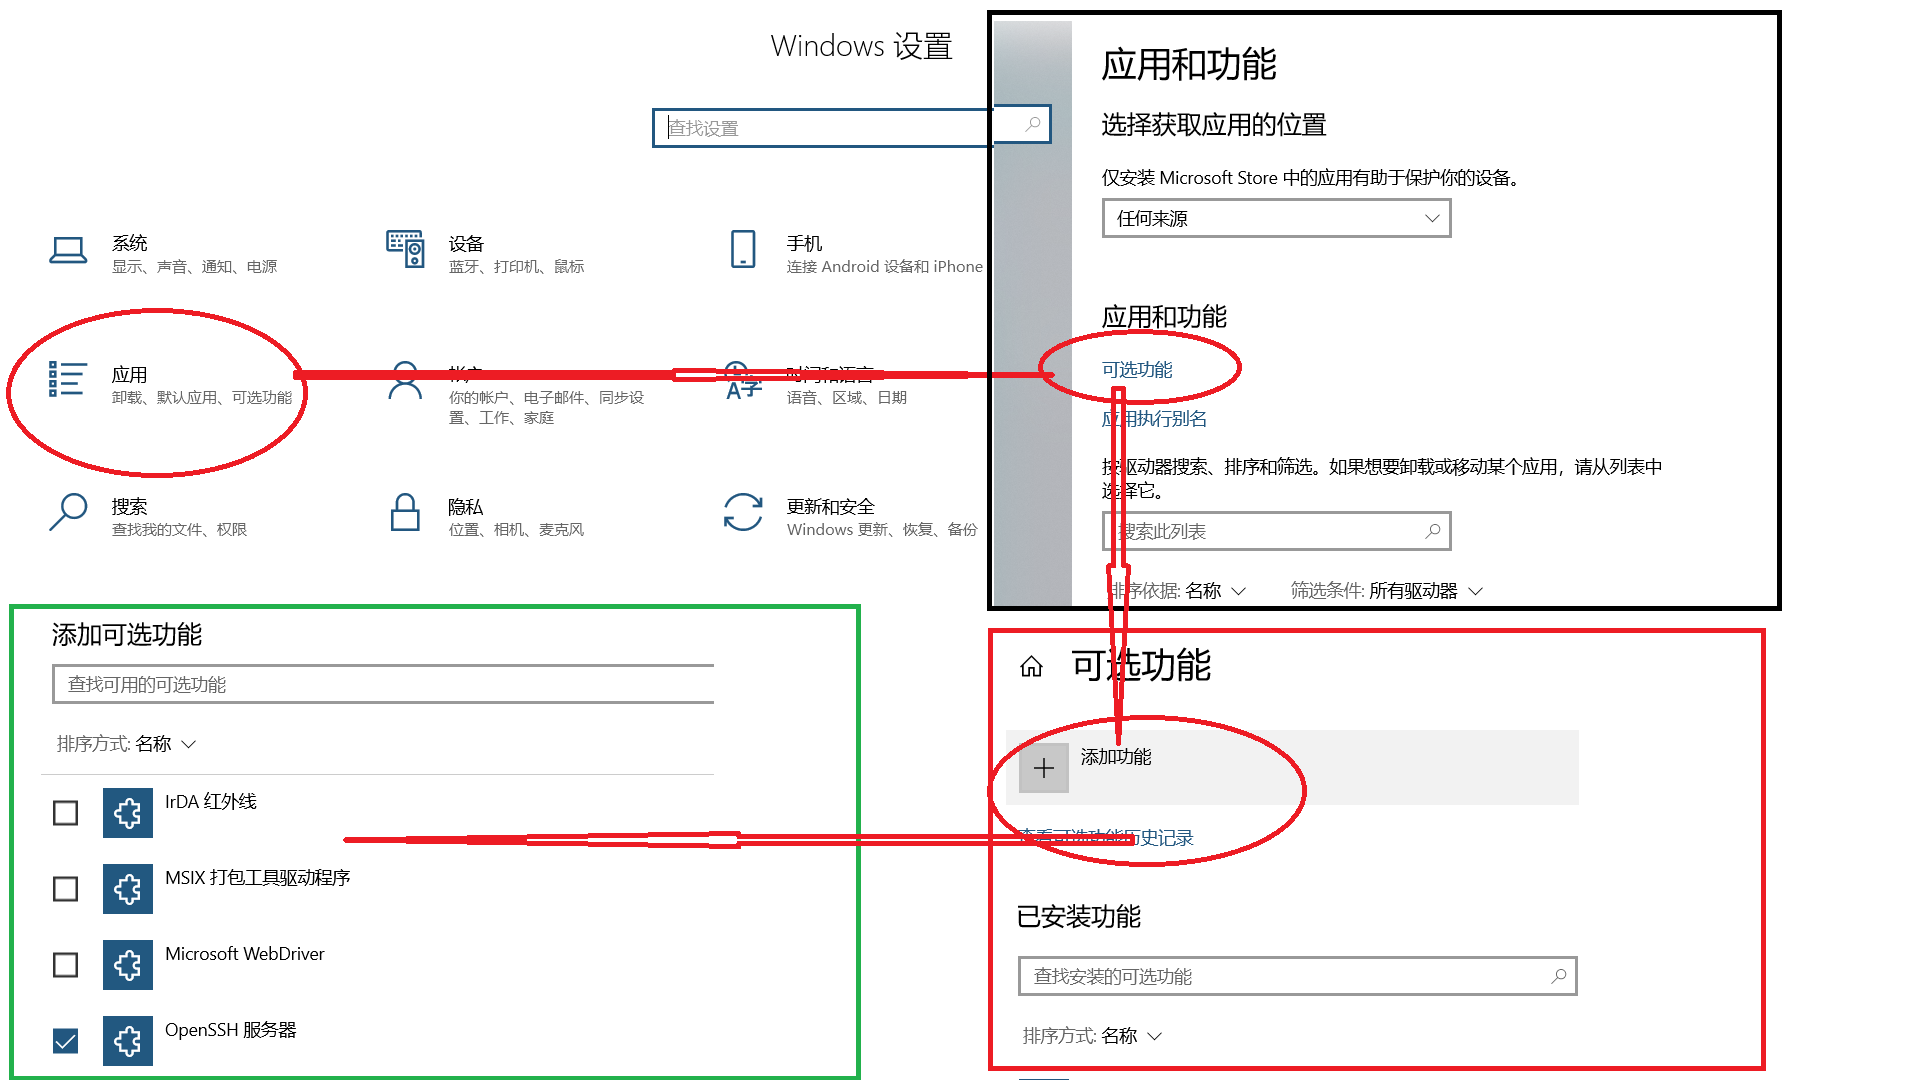 Windows 设置
查找设置
系统
显示、声音、通知、电源
设备
蓝牙、打印机、鼠标
手机
连接 Android 设备和 iPhone
应用
卸载、默认应用、可选功能
帐户
你的帐户、电子邮件、同步设
置、工作、家庭
时间和语言
语音、区域、日期
搜索
查找我的文件、权限
隐私
位置、相机、麦克风
更新和安全
Windows 更新、恢复、备份
应用和功能
选择获取应用的位置
仅安装 Microsoft Store 中的应用有助于保护你的设备。
任何来源
应用和功能
可选功能
应用执行别名
按驱动器搜索、排序和筛选。如果想要卸载或移动某个应用，请从列表中
选择它。
搜索此列表
排序依据: 名称
筛选条件: 所有驱动器
添加可选功能
查找可用的可选功能
排序方式: 名称
IrDA 红外线
MSIX 打包工具驱动程序
Microsoft WebDriver
OpenSSH 服务器
可选功能
添加功能
查看可选功能历史记录
已安装功能
查找安装的可选功能
排序方式: 名称